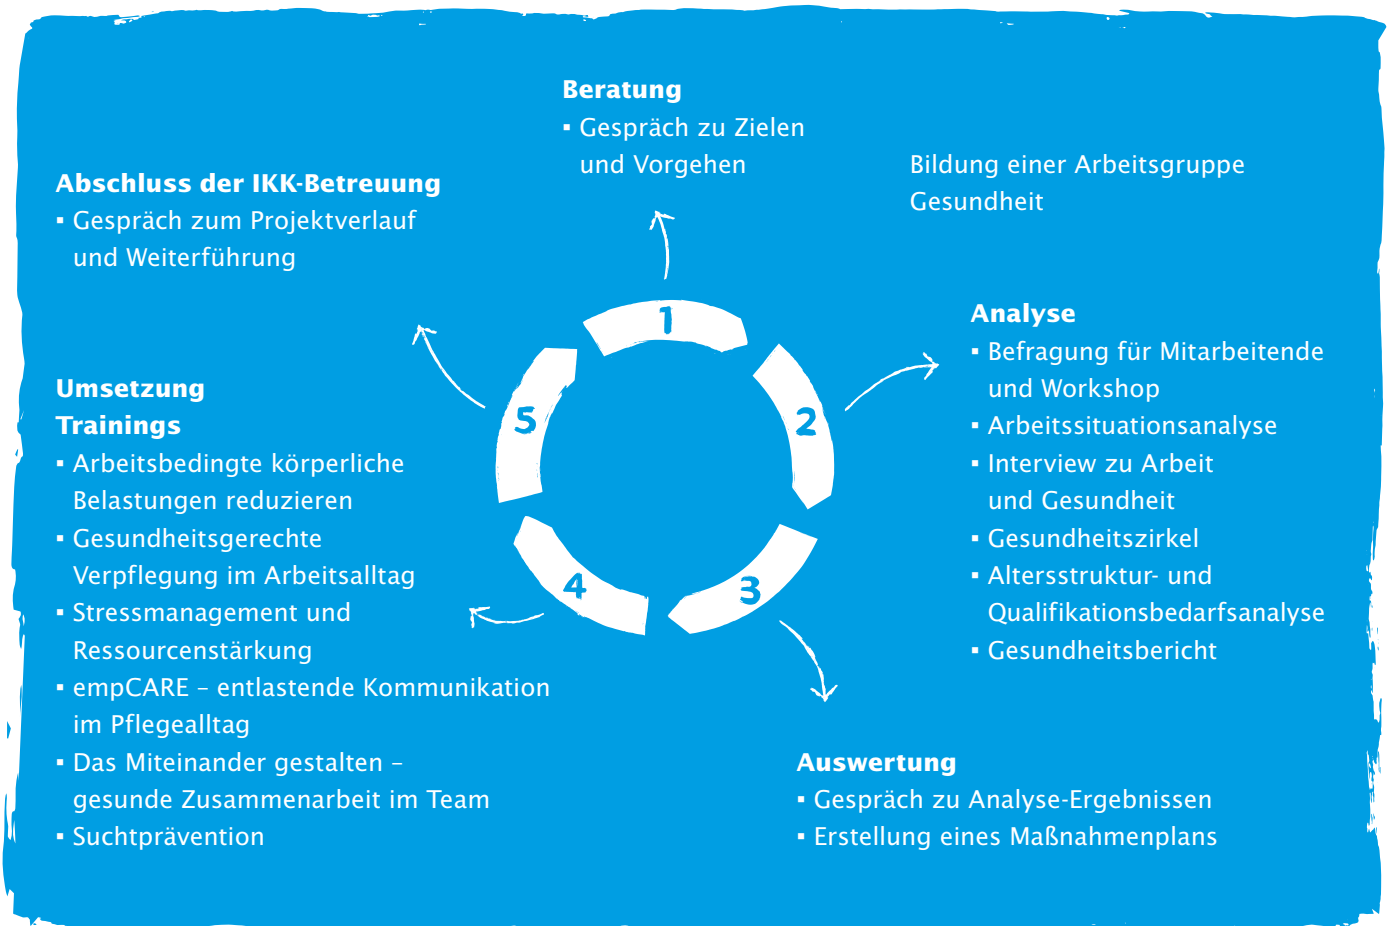 Beratung
▪ Gespräch zu Zielen
und Vorgehen
Bildung einer Arbeitsgruppe
Gesundheit
1
Analyse
▪ Befragung für Mitarbeitende
und Workshop
▪ Arbeitssituationsanalyse
▪ Interview zu Arbeit
und Gesundheit
▪ Gesundheitszirkel
▪ Altersstruktur- und
Qualifikationsbedarfsanalyse
▪ Gesundheitsbericht
2
Auswertung
▪ Gespräch zu Analyse-Ergebnissen
▪ Erstellung eines Maßnahmenplans
3
Umsetzung
Trainings
▪ Arbeitsbedingte körperliche
Belastungen reduzieren
▪ Gesundheitsgerechte
Verpflegung im Arbeitsalltag
▪ Stressmanagement und
Ressourcenstärkung
▪ empCARE – entlastende Kommunikation
im Pflegealltag
▪ Das Miteinander gestalten –
gesunde Zusammenarbeit im Team
▪ Suchtprävention
4
Abschluss der IKK-Betreuung
▪ Gespräch zum Projektverlauf
und Weiterführung
5